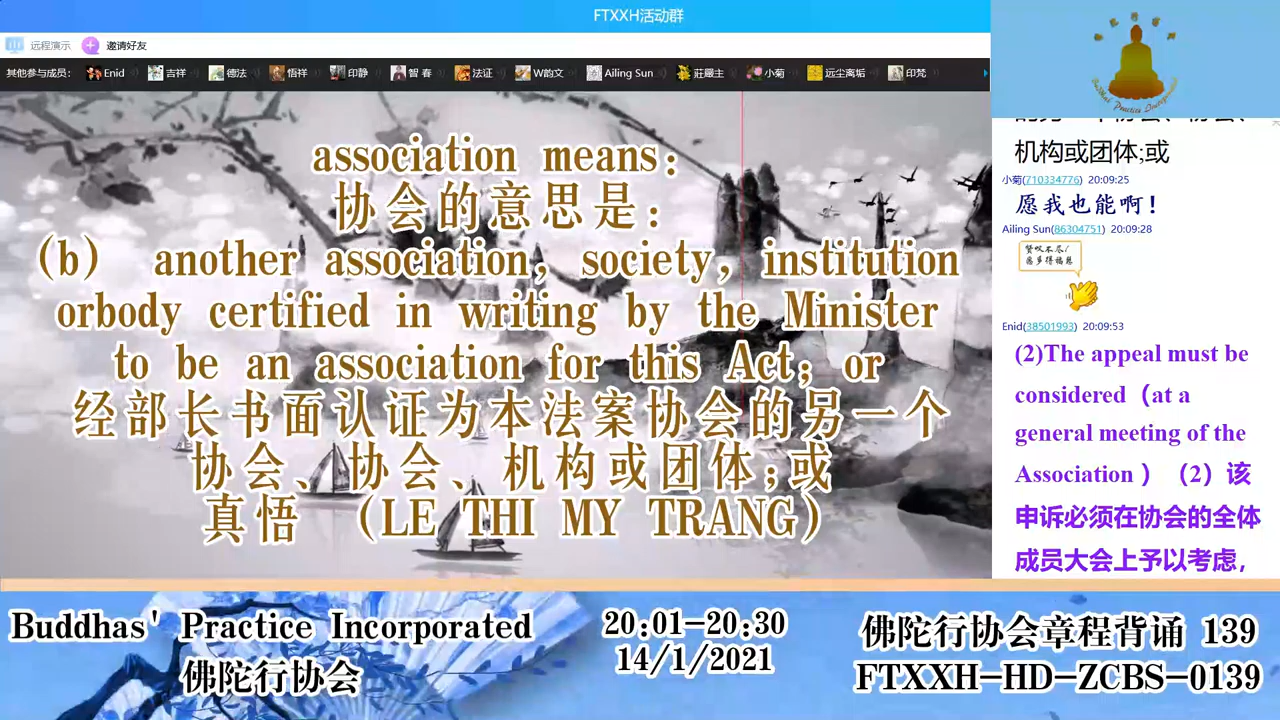 FTXXH活动群
远程演示
邀请好友
其他参与成员:
Enid
吉祥
德法
悟祥
印静
智 春
法证
W韵文
Ailing Sun
莊嚴主
小菊
远尘离垢
印梵
association means:
协会的意思是:
(b) another association, society, institution
orbody certified in writing by the Minister
to be an association for this Act; or
经部长书面认证为本法案协会的另一个
协会、协会、机构或团体;或
真悟 (LE THI MY TRANG)
机构或团体;或
小菊(710334776) 20:09:25
愿我也能啊!
Ailing Sun(86304751) 20:09:28
Enid(38501993) 20:09:53
(2)The appeal must be
considered（at a
general meeting of the
Association ）（2）该
申诉必须在协会的全体
成员大会上予以考虑,
Buddhas' Practice Incorporated
佛陀行协会
20:01-20:30
14/1/2021
佛陀行协会章程背诵 139
FTXXH-HD-ZCBS-0139